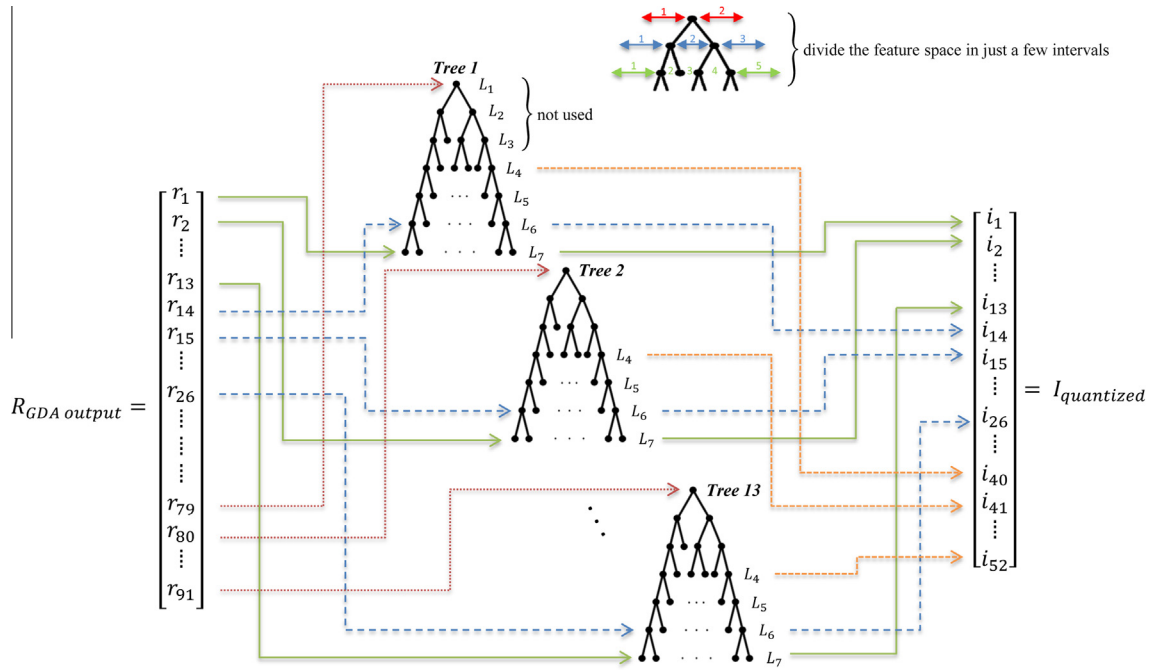 1 2
1 2 3
1 2 3 4 5
divide the feature space in just a few intervals
Tree 1
L1
L2
L3
not used
L4
L5
L6
L7
Tree 2
L4
L5
L6
L7
Tree 13
L4
L5
L6
L7
R_GDA output =
r1
r2
⋮
r13
r14
r15
⋮
r26
⋮
⋮
⋮
r79
r80
⋮
r91
i1
i2
⋮
i13
i14
i15
⋮
i26
⋮
i40
i41
⋮
i52
= I_quantized